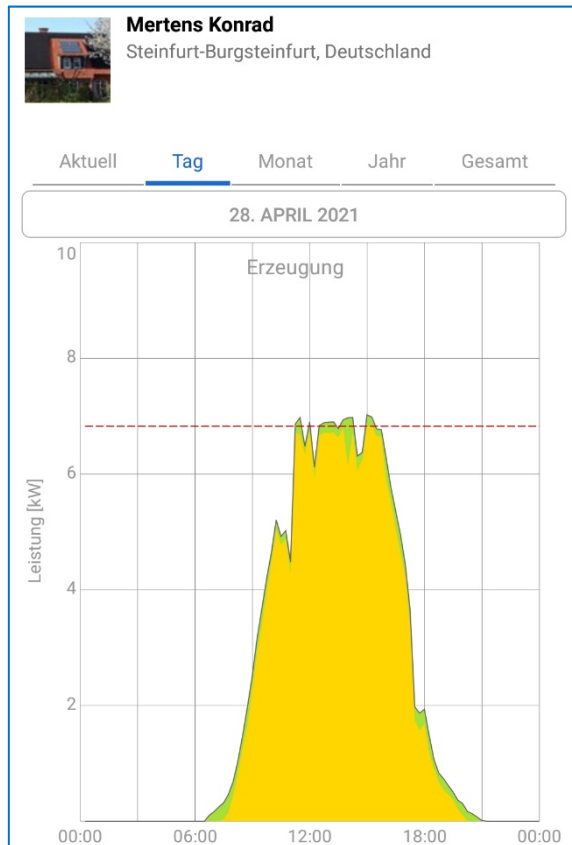 Mertens Konrad
Steinfurt-Burgsteinfurt, Deutschland
Aktuell Tag Monat Jahr Gesamt
28. APRIL 2021
Erzeugung
10
8
6
4
2
Leistung [kW]
00:00 06:00 12:00 18:00 00:00